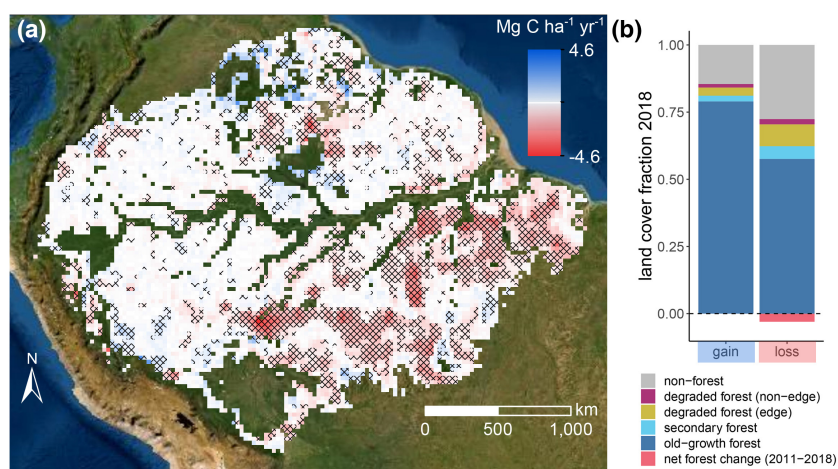 (a)
Mg C ha⁻¹ yr⁻¹
4.6
-4.6
N
km
0 500 1,000
(b)
land cover fraction 2018
1.00
0.75
0.50
0.25
0.00
gain loss
non−forest
degraded forest (non−edge)
degraded forest (edge)
secondary forest
old−growth forest
net forest change (2011−2018)